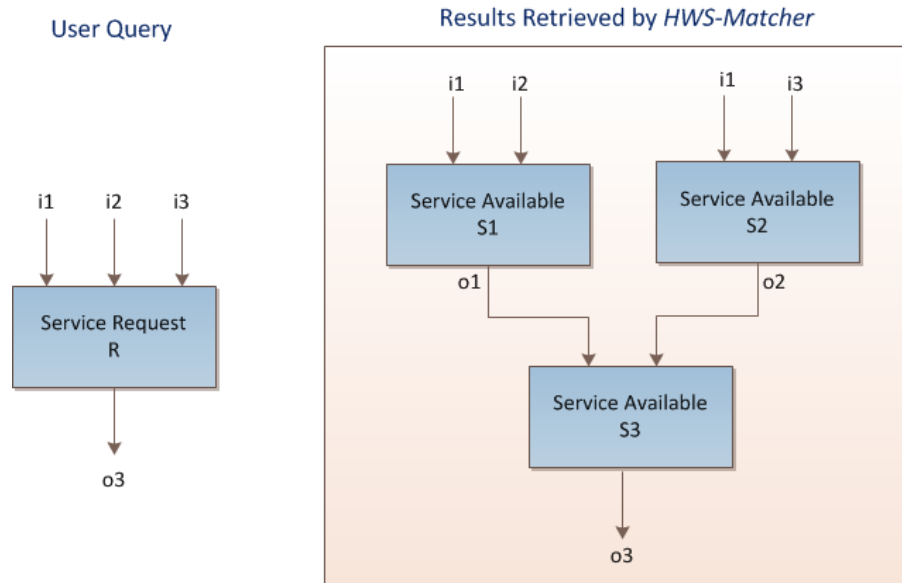 User Query
i1 i2 i3
Service Request
R
o3
Results Retrieved by HWS-Matcher
i1 i2 i1 i3
Service Available
S1
Service Available
S2
o1 o2
Service Available
S3
o3